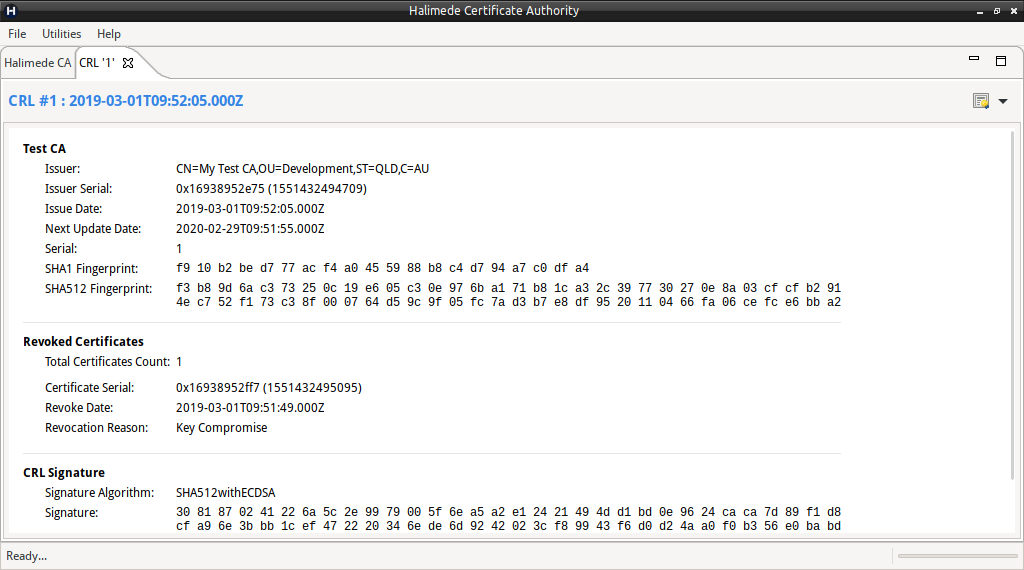 H Halimede Certificate Authority
File Utilities Help
Halimede CA CRL '1'
CRL #1 : 2019-03-01T09:52:05.000Z
Test CA
Issuer: CN=My Test CA,OU=Development,ST=QLD,C=AU
Issuer Serial: 0x16938952e75 (1551432494709)
Issue Date: 2019-03-01T09:52:05.000Z
Next Update Date: 2020-02-29T09:51:55.000Z
Serial: 1
SHA1 Fingerprint: f9 10 b2 be d7 77 ac f4 a0 45 59 88 b8 c4 d7 94 a7 c0 df a4
SHA512 Fingerprint: f3 b8 9d 6a c3 73 25 0c 19 e6 05 c3 0e 97 6b a1 71 b8 1c a3 2c 39 77 30 27 0e 8a 03 cf cf b2 91
4e c7 52 f1 73 c3 8f 00 07 64 d5 9c 9f 05 fc 7a d3 b7 e8 df 95 20 11 04 66 fa 06 ce fc e6 bb a2
Revoked Certificates
Total Certificates Count: 1
Certificate Serial: 0x16938952ff7 (1551432495095)
Revoke Date: 2019-03-01T09:51:49.000Z
Revocation Reason: Key Compromise
CRL Signature
Signature Algorithm: SHA512withECDSA
Signature: 30 81 87 02 41 22 6a 5c 2e 99 79 00 5f 6e a5 a2 e1 24 21 49 4d d1 bd 0e 96 24 ca ca 7d 89 f1 d8
cf a9 6e 3b bb 1c ef 47 22 20 34 6e de 6d 92 42 02 3c f8 99 43 f6 d0 d2 4a a0 f0 b3 56 e0 ba bd
Ready...